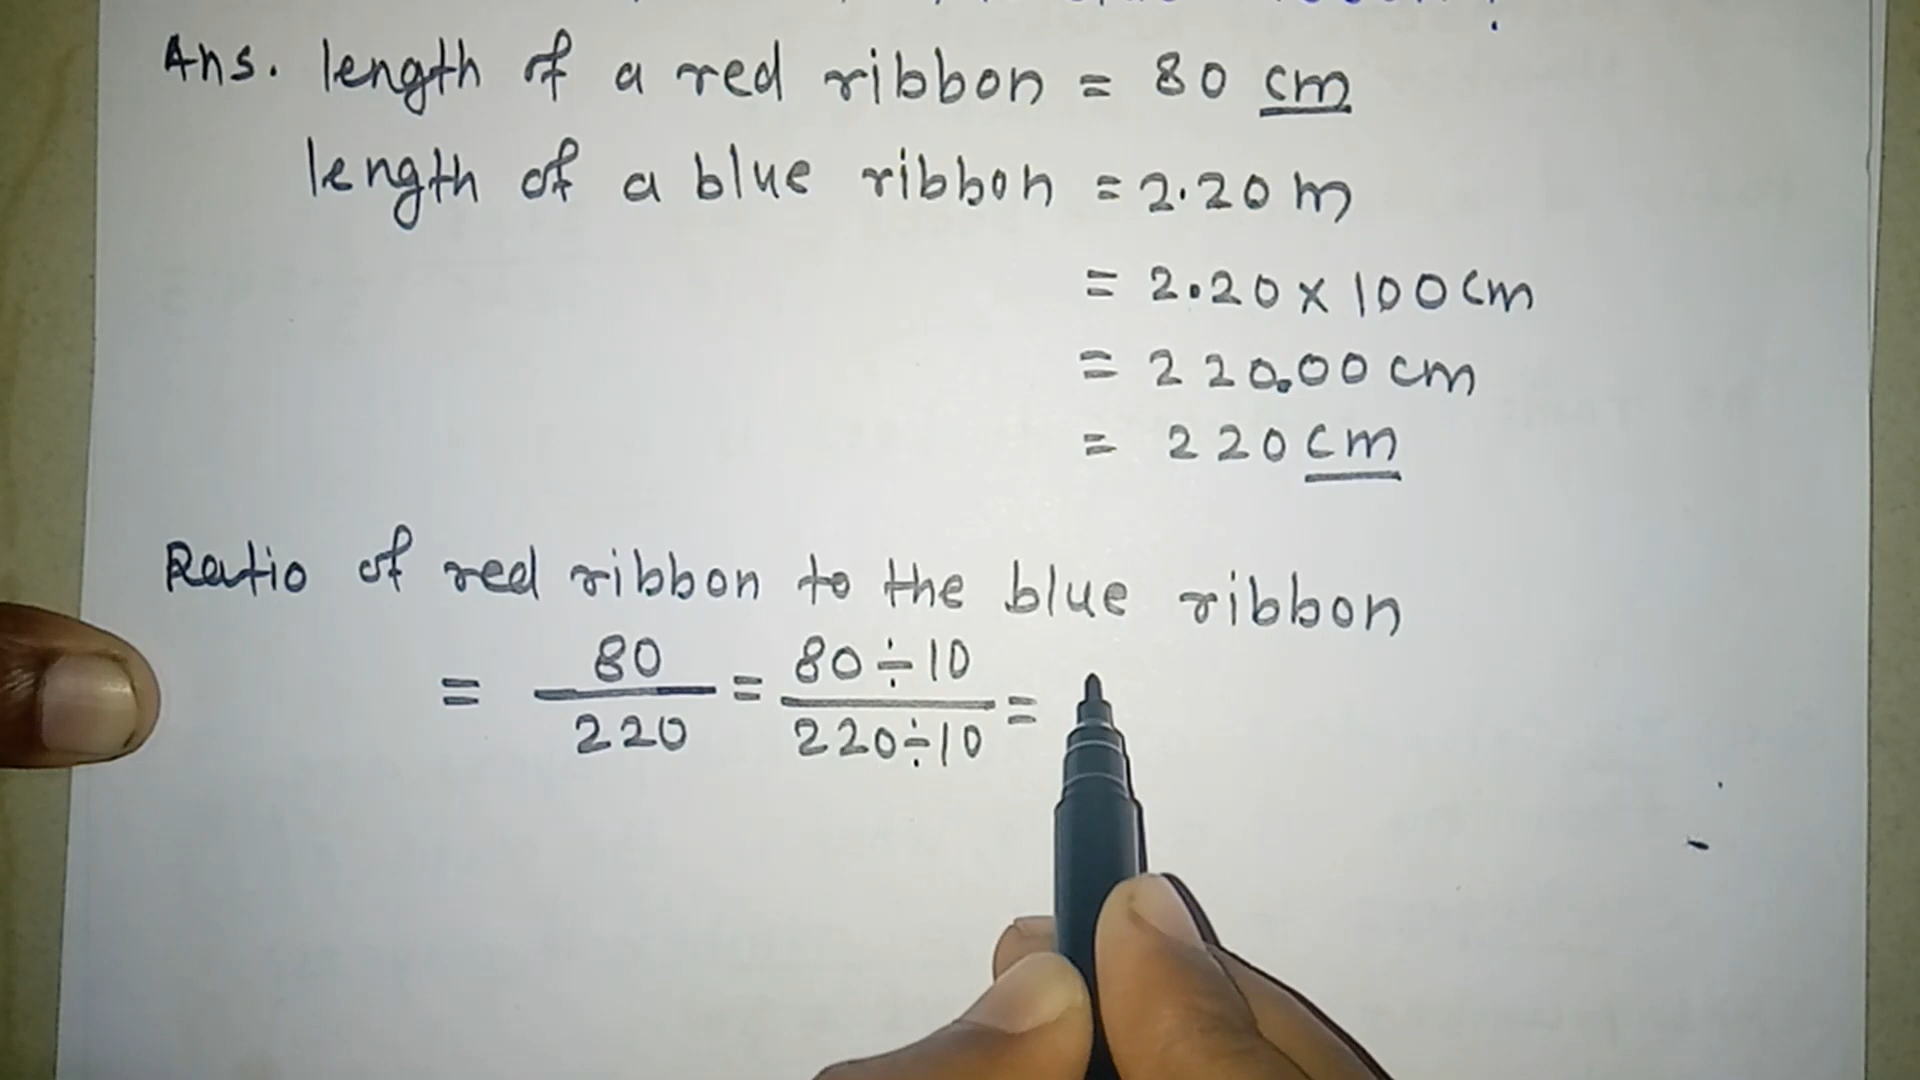 Ans. length of a red ribbon = 80 cm
length of a blue ribbon = 2.20 m
= 2.20 x 100 cm
= 220.00 cm
= 220 cm
Ratio of red ribbon to the blue ribbon
= 80/220 = 80÷10/220÷10 =